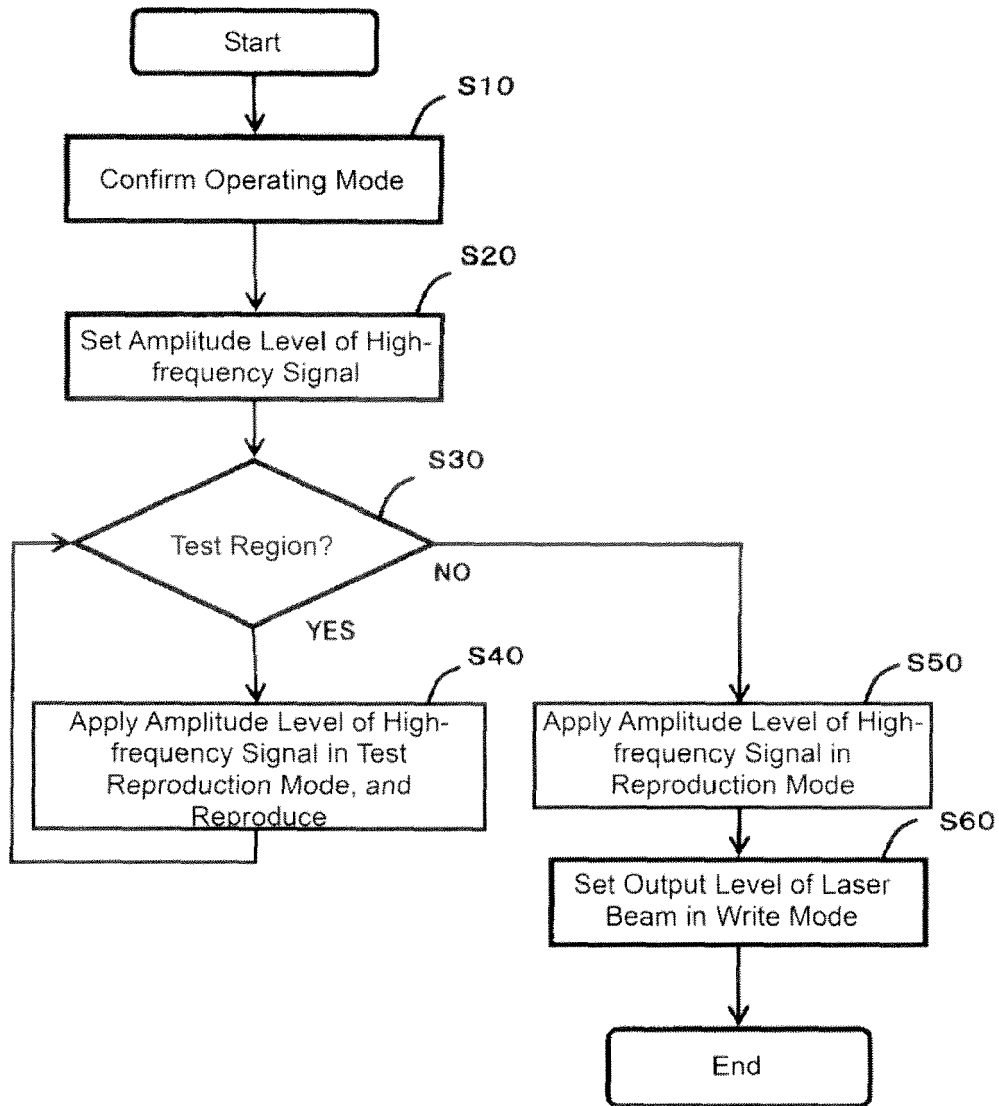 Start
S10
Confirm Operating Mode
S20
Set Amplitude Level of High-
frequency Signal
S30
Test Region?
NO
YES
S40
Apply Amplitude Level of High-
frequency Signal in Test
Reproduction Mode, and
Reproduce
S50
Apply Amplitude Level of High-
frequency Signal in
Reproduction Mode
S60
Set Output Level of Laser
Beam in Write Mode
End